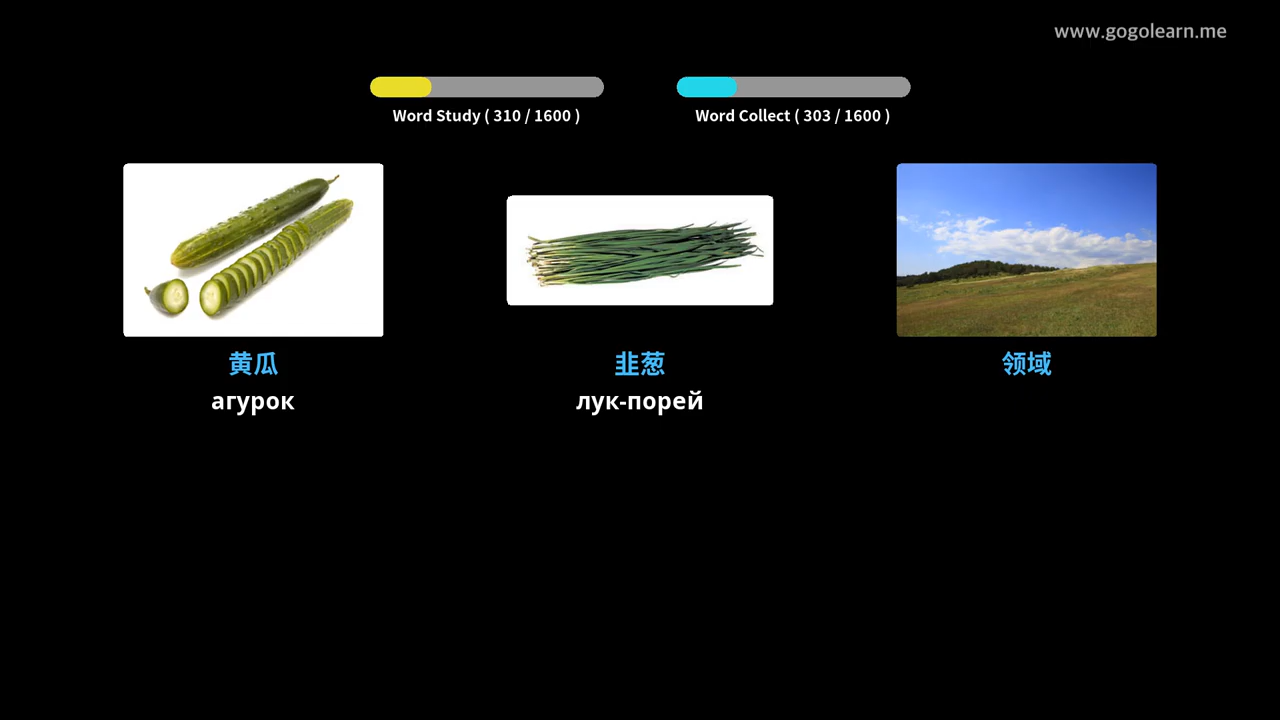 www.gogolearn.me
Word Study ( 310 / 1600 )
Word Collect ( 303 / 1600 )
黄瓜
韭葱
领域
агурок
лук-порей